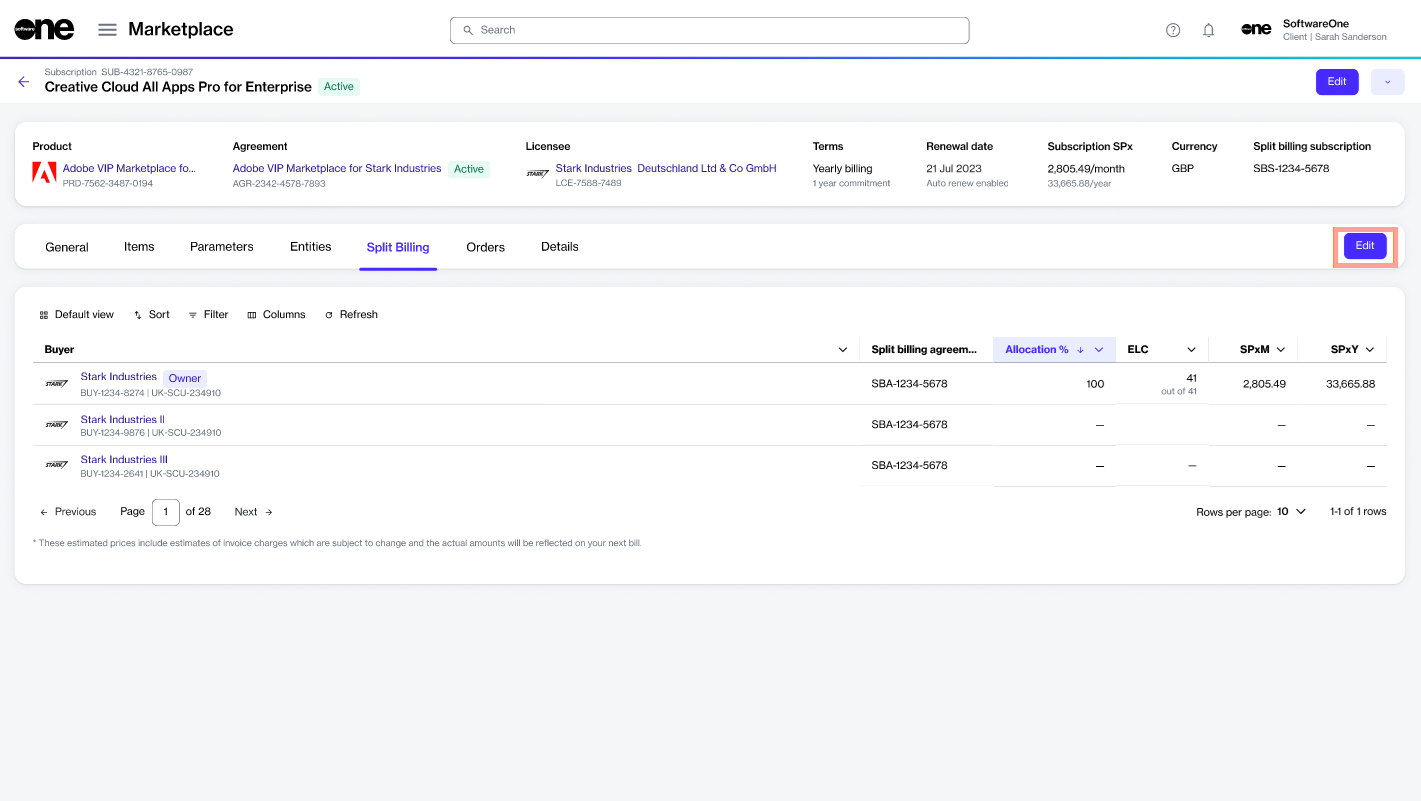 software one
Marketplace
Search
one
SoftwareOne
Client | Sarah Sanderson
Subscription SUB-4321-8765-0987
Creative Cloud All Apps Pro for Enterprise Active
Edit
Product
Adobe VIP Marketplace fo...
PRD-7562-3487-0194
Agreement
Adobe VIP Marketplace for Stark Industries Active
AGR-2342-4578-7893
Licensee
STARK
Stark Industries Deutschland Ltd & Co GmbH
LCE-7588-7489
Terms
Yearly billing
1 year commitment
Renewal date
21 Jul 2023
Auto renew enabled
Subscription SPx
2,805.49/month
33,665.88/year
Currency
GBP
Split billing subscription
SBS-1234-5678
General Items Parameters Entities Split Billing Orders Details
Edit
Default view Sort Filter Columns Refresh
Buyer Split billing agreem... Allocation % ELC SPxM SPxY
STARK
Stark Industries Owner
BUY-1234-8274 | UK-SCU-234910
SBA-1234-5678
100
41
out of 41
2,805.49
33,665.88
STARK
Stark Industries II
BUY-1234-9876 | UK-SCU-234910
SBA-1234-5678
—
—
—
STARK
Stark Industries III
BUY-1234-2641 | UK-SCU-234910
SBA-1234-5678
—
—
—
—
Previous Page 1 of 28 Next
Rows per page: 10 1-1 of 1 rows
* These estimated prices include estimates of invoice charges which are subject to change and the actual amounts will be reflected on your next bill.